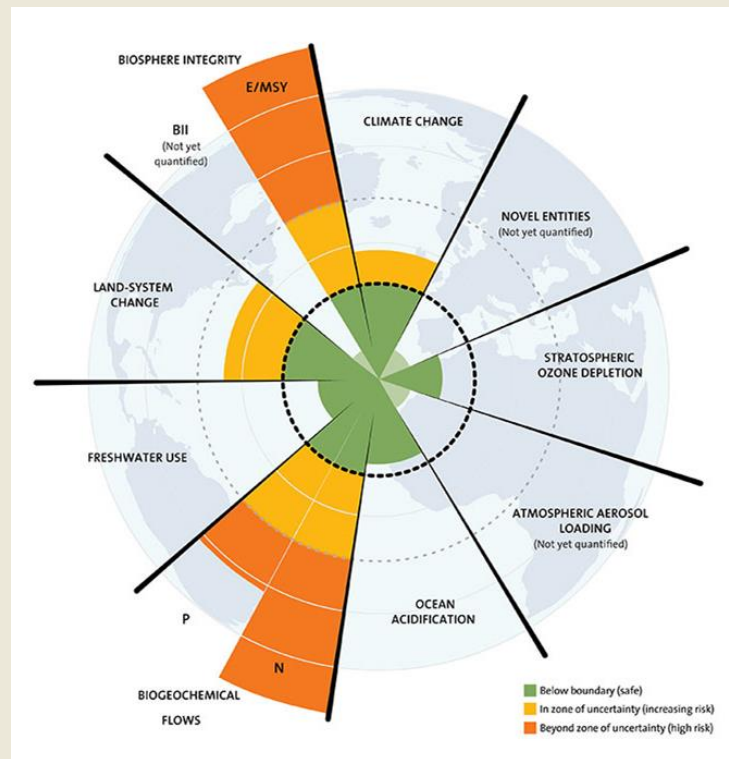 BIOSPHERE INTEGRITY
E/MSY
BII
(Not yet
quantified)
CLIMATE CHANGE
NOVEL ENTITIES
(Not yet quantified)
LAND-SYSTEM
CHANGE
STRATOSPHERIC
OZONE DEPLETION
FRESHWATER USE
ATMOSPHERIC AEROSOL
LOADING
(Not yet quantified)
OCEAN
ACIDIFICATION
P
N
BIOGEOCHEMICAL
FLOWS
Below boundary (safe)
In zone of uncertainty (increasing risk)
Beyond zone of uncertainty (high risk)